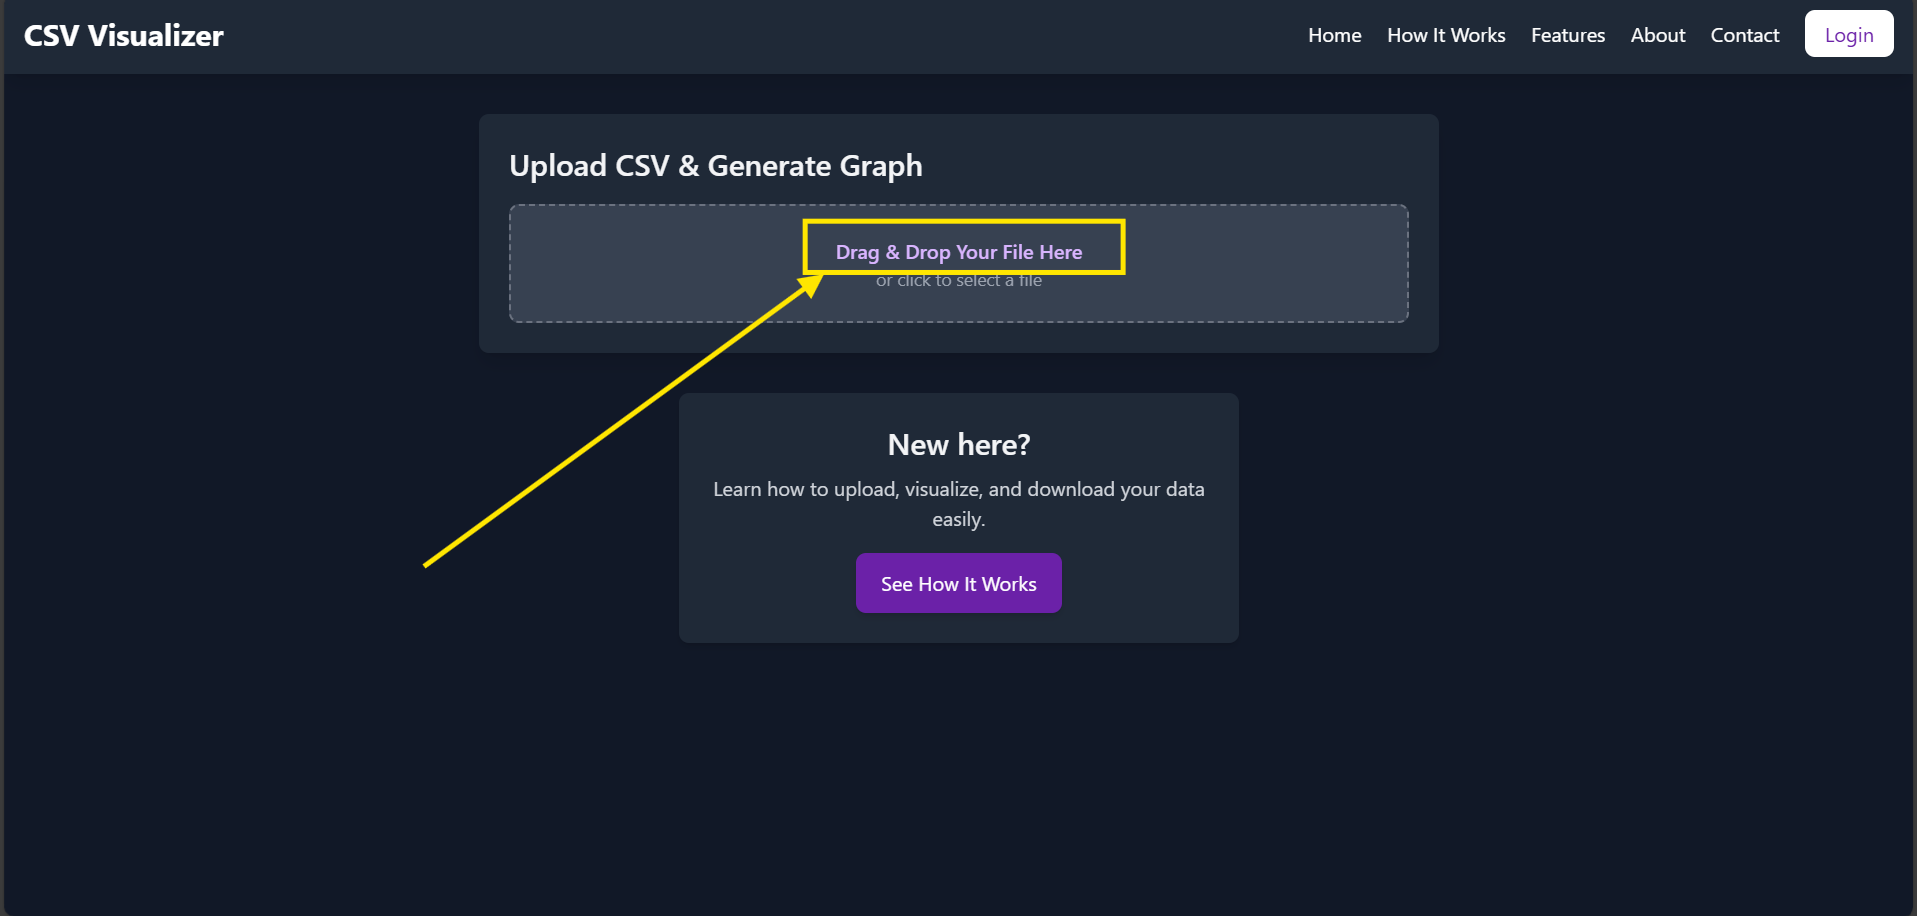 CSV Visualizer
Home
How It Works
Features
About
Contact
Login
Upload CSV & Generate Graph
Drag & Drop Your File Here
or click to select a file
New here?
Learn how to upload, visualize, and download your data
easily.
See How It Works